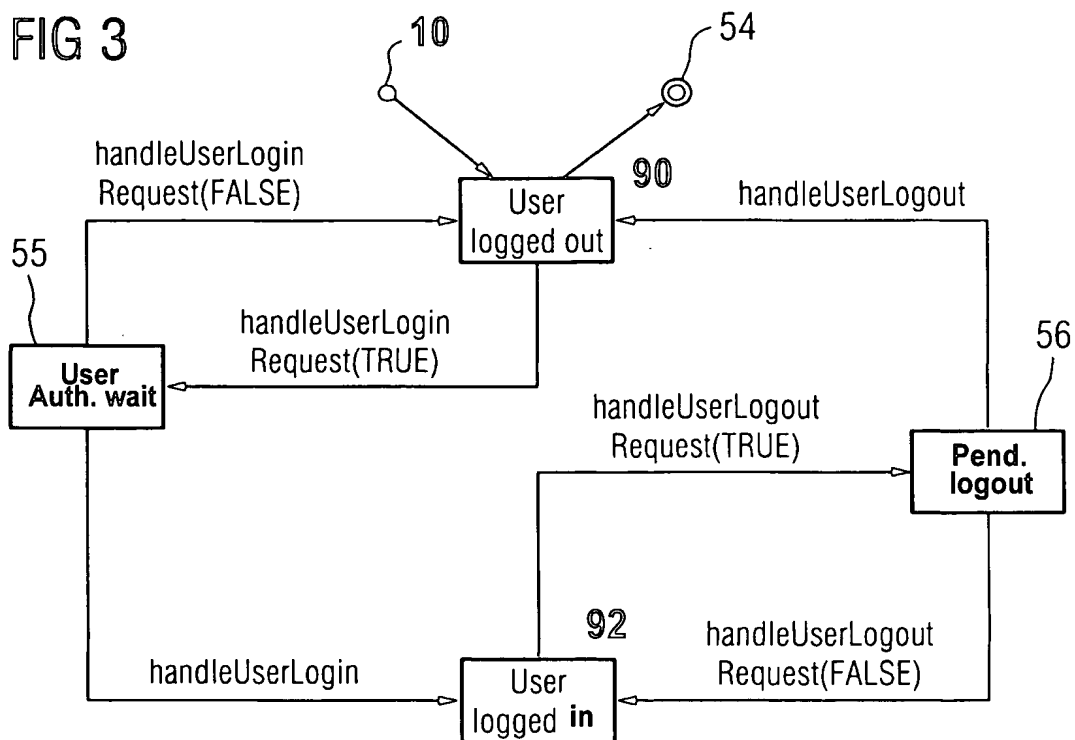 FIG 3
10
54
handleUserLogin
Request(FALSE)
90
User
logged out
handleUserLogout
55
handleUserLogin
Request(TRUE)
User
Auth. wait
56
handleUserLogout
Request(TRUE)
Pend.
logout
92
handleUserLogout
Request(FALSE)
handleUserLogin
User
logged in